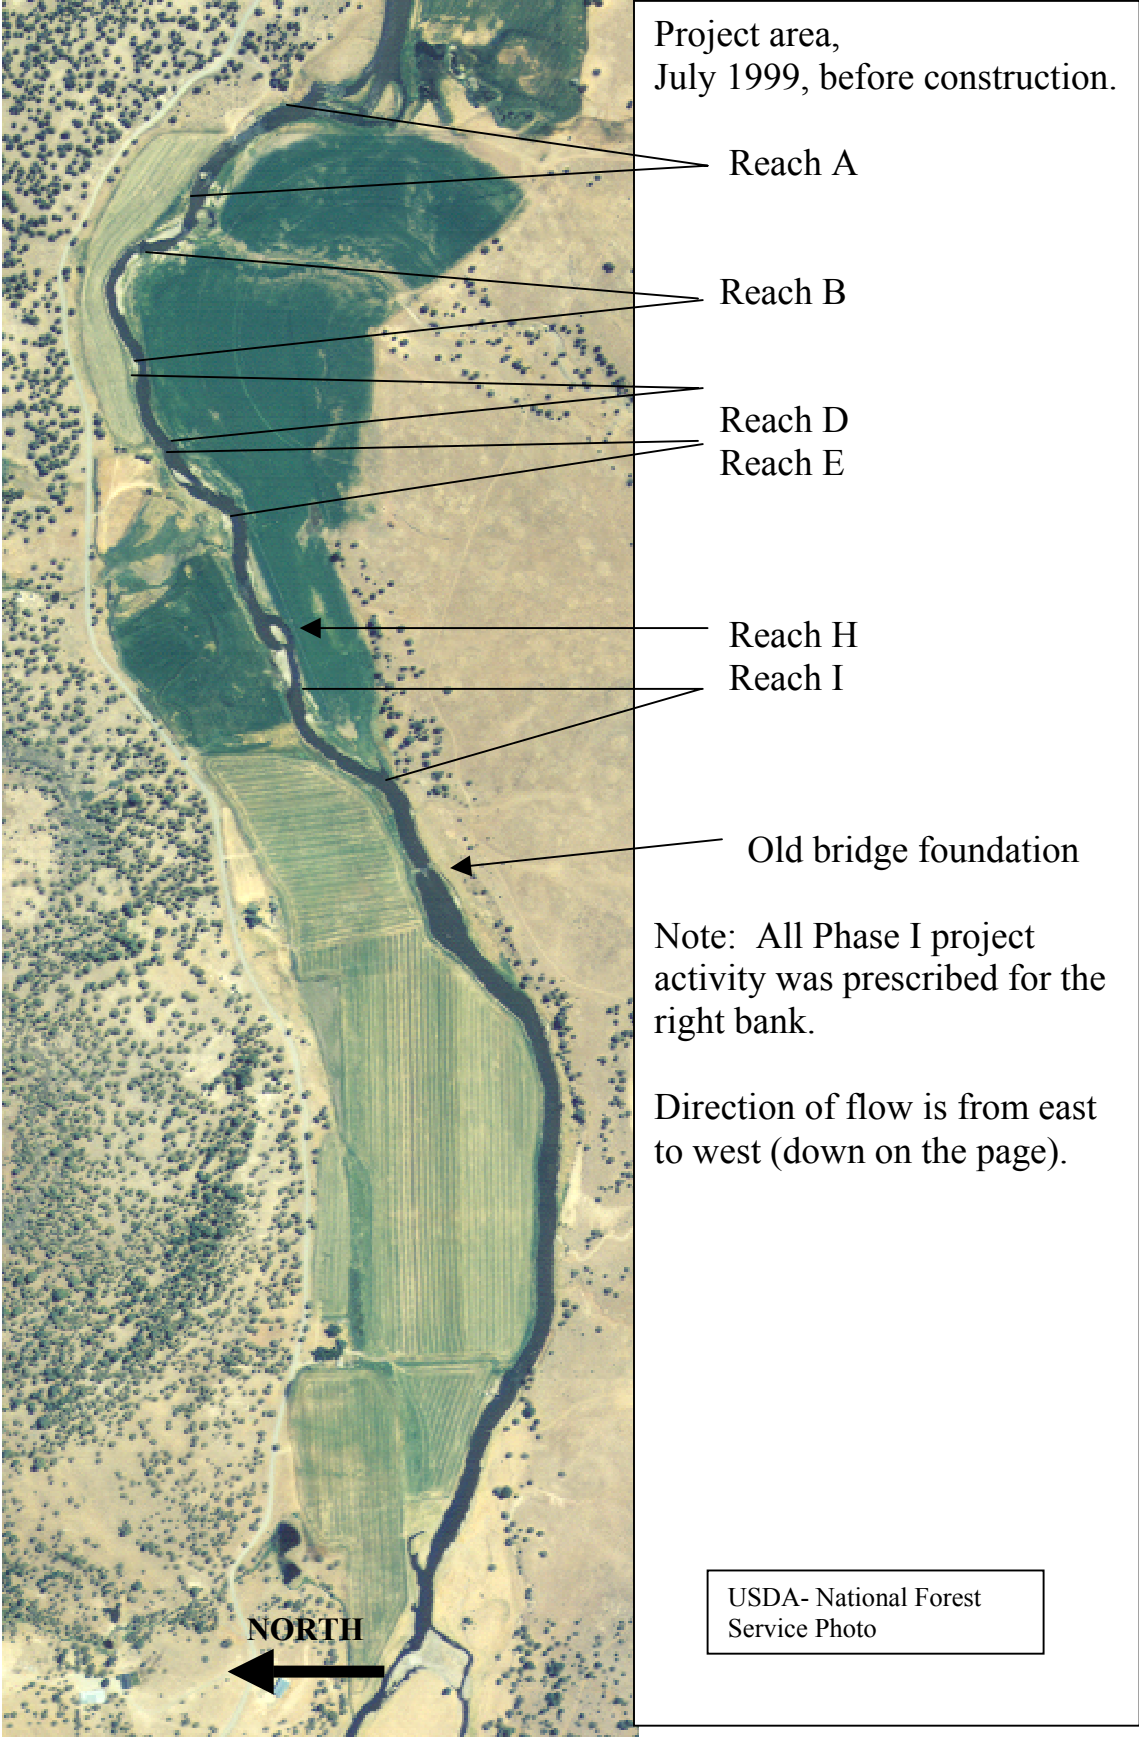 Project area,
July 1999, before construction.
Reach A
Reach B
Reach D
Reach E
Reach H
Reach I
Old bridge foundation
Note:  All Phase I project
activity was prescribed for the
right bank.
Direction of flow is from east
to west (down on the page).
USDA- National Forest
Service Photo
NORTH